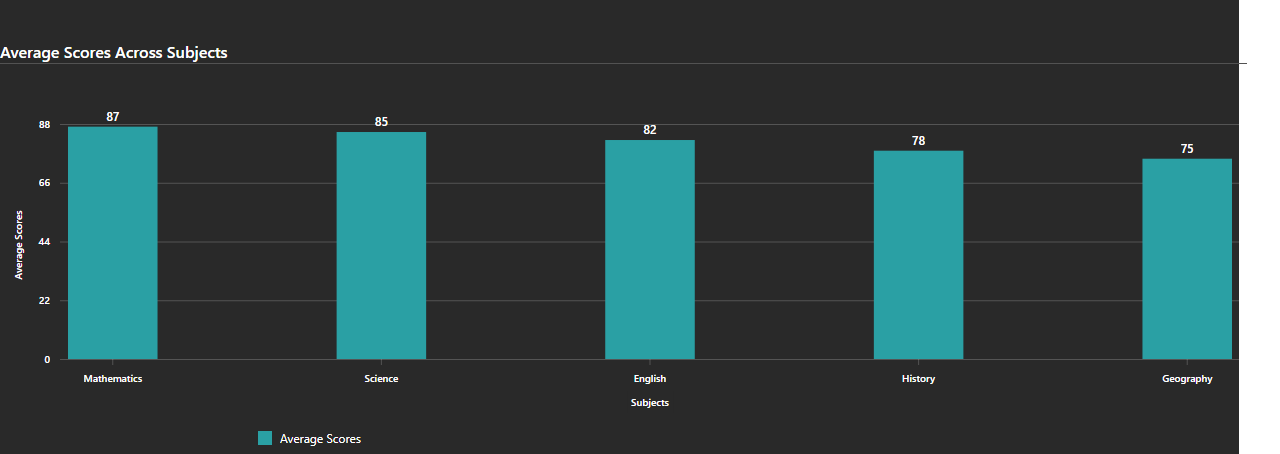 Average Scores Across Subjects
87
85
82
78
75
88
66
44
22
0
Average Scores
Mathematics
Science
English
History
Geography
Subjects
Average Scores